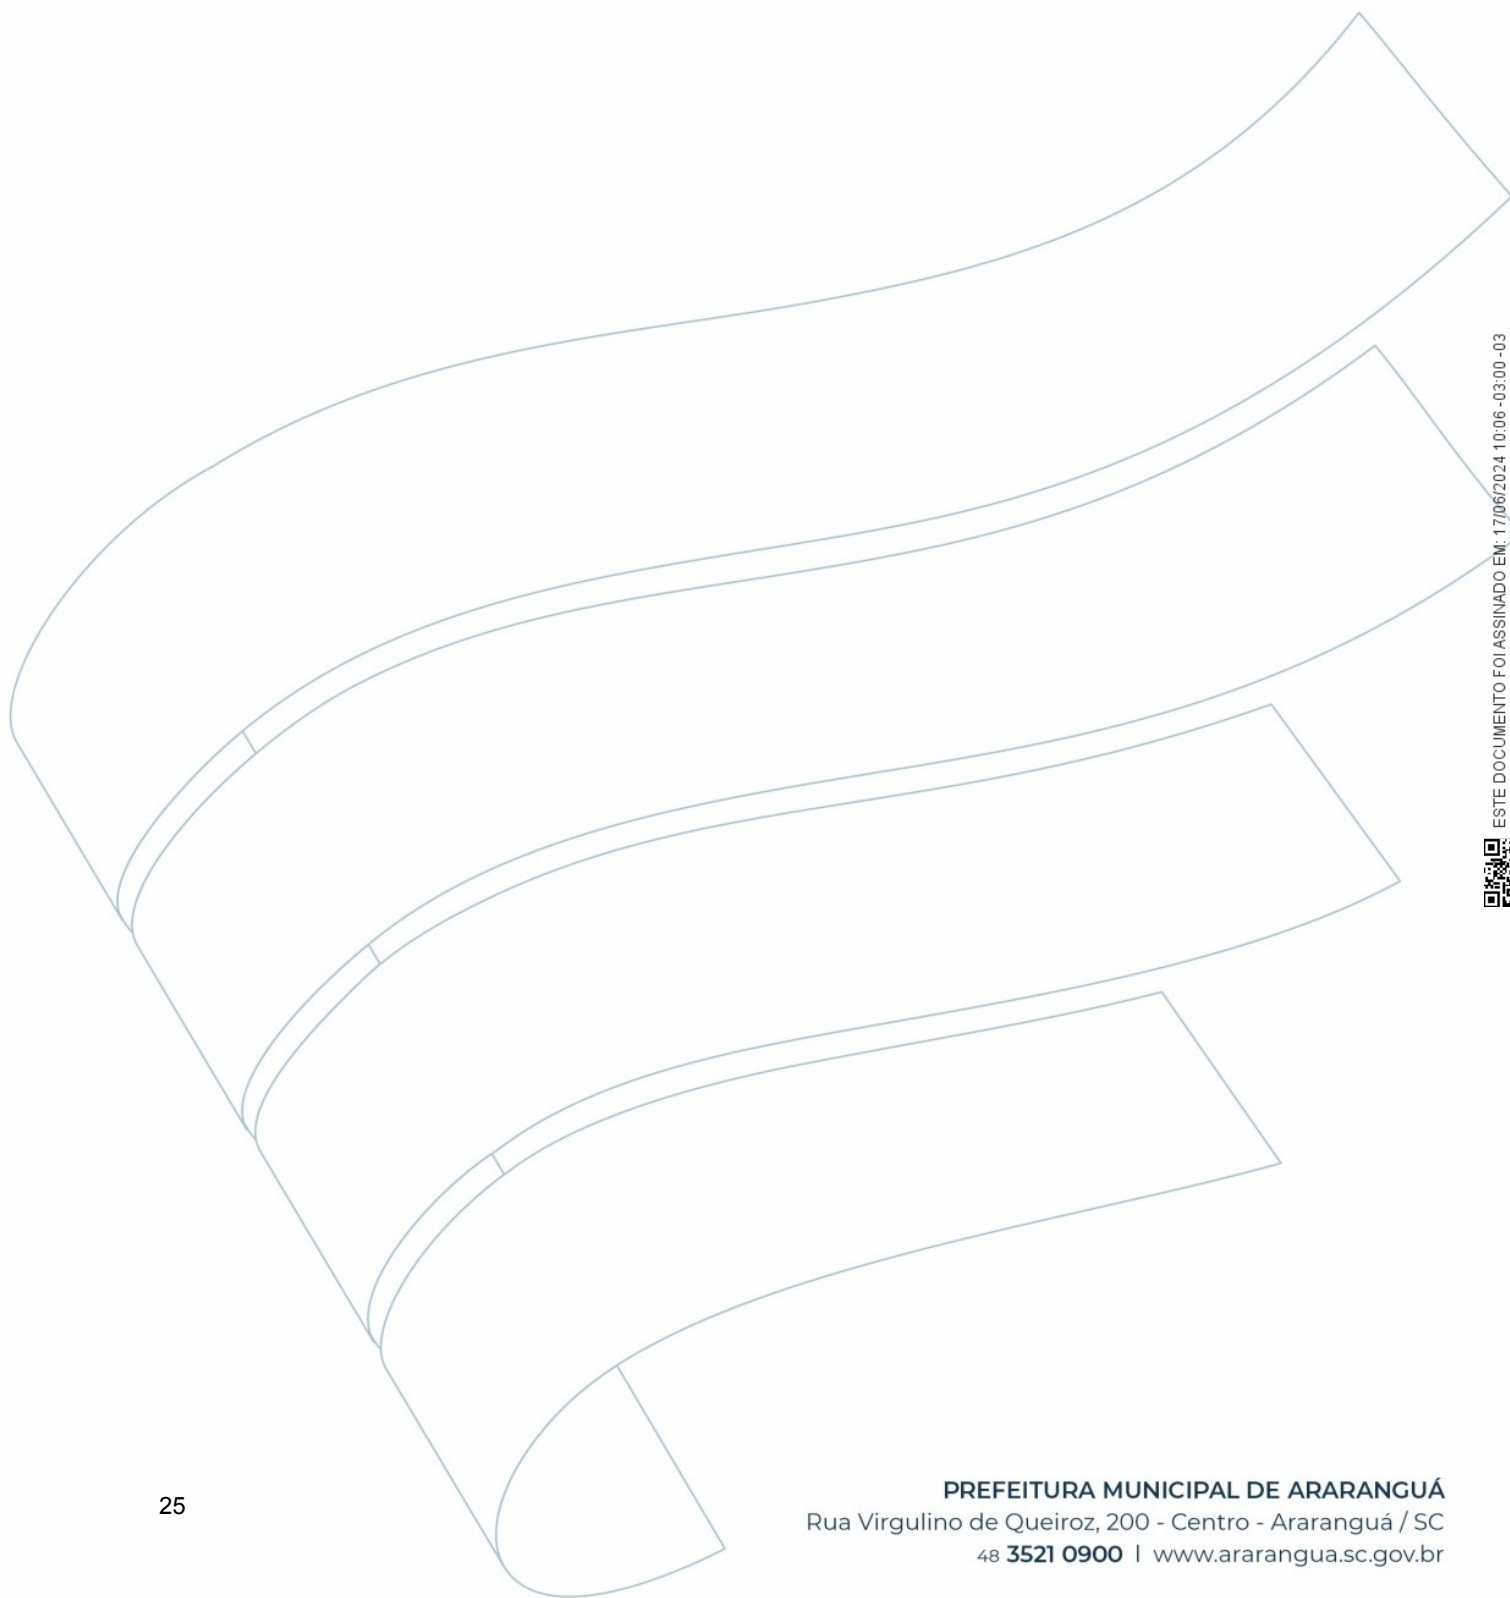 ESTE DOCUMENTO FOI ASSINADO EM: 17/06/2024 10:06 -03:00 -03
25
PREFEITURA MUNICIPAL DE ARARANGUÁ
Rua Virgulino de Queiroz, 200 - Centro - Araranguá / SC
48 3521 0900 | www.ararangua.sc.gov.br